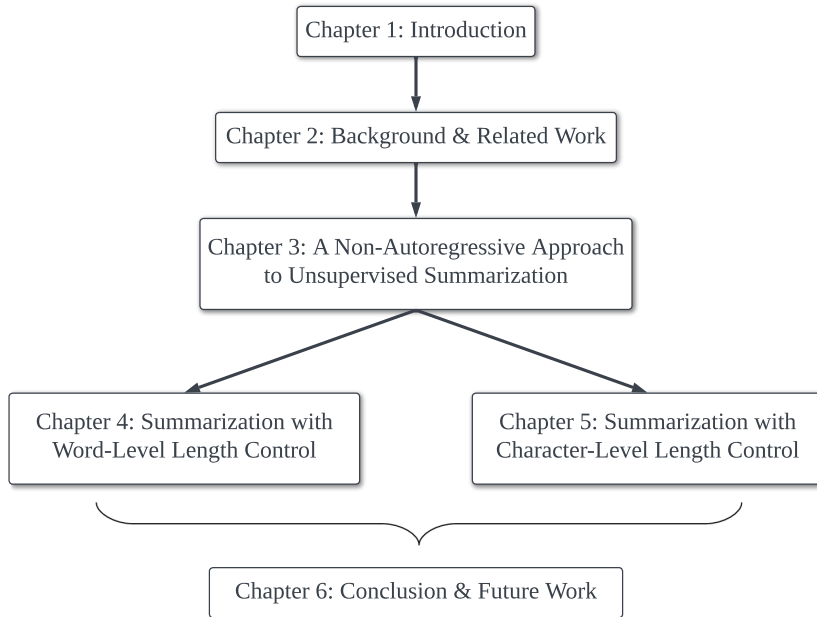 Chapter 1: Introduction
Chapter 2: Background & Related Work
Chapter 3: A Non-Autoregressive Approach
to Unsupervised Summarization
Chapter 4: Summarization with
Word-Level Length Control
Chapter 5: Summarization with
Character-Level Length Control
Chapter 6: Conclusion & Future Work